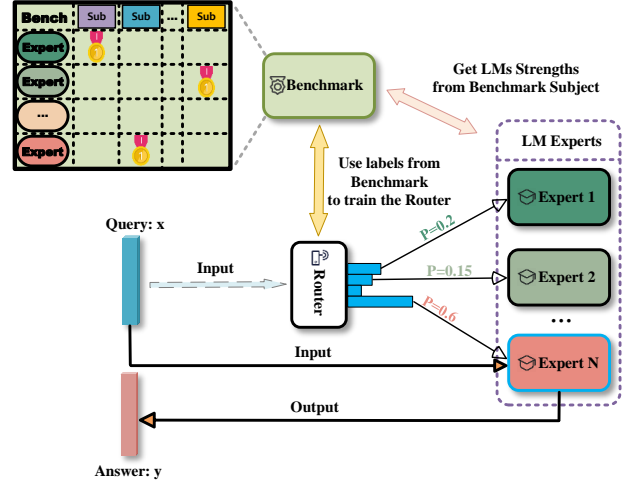 Bench Sub Sub ... Sub
Expert
Expert
...
Expert
Benchmark
Get LMs Strengths
from Benchmark Subject
LM Experts
Use labels from
Benchmark
to train the Router
Expert 1
Query: x
P=0.2
Input
Router
P=0.15
Expert 2
...
P=0.6
Input
Expert N
Output
Answer: y